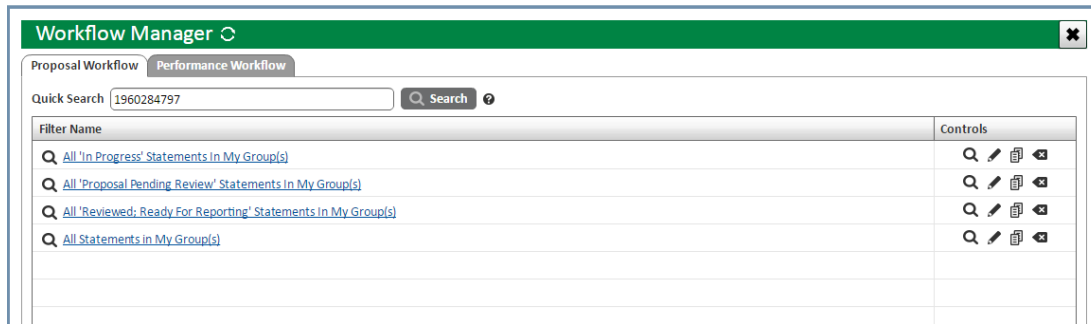 Workflow Manager
Proposal Workflow Performance Workflow
Quick Search 1960284797 Search ?
Filter Name Controls
All 'In Progress' Statements In My Group(s)
All 'Proposal Pending Review' Statements In My Group(s)
All 'Reviewed; Ready For Reporting' Statements In My Group(s)
All Statements in My Group(s)